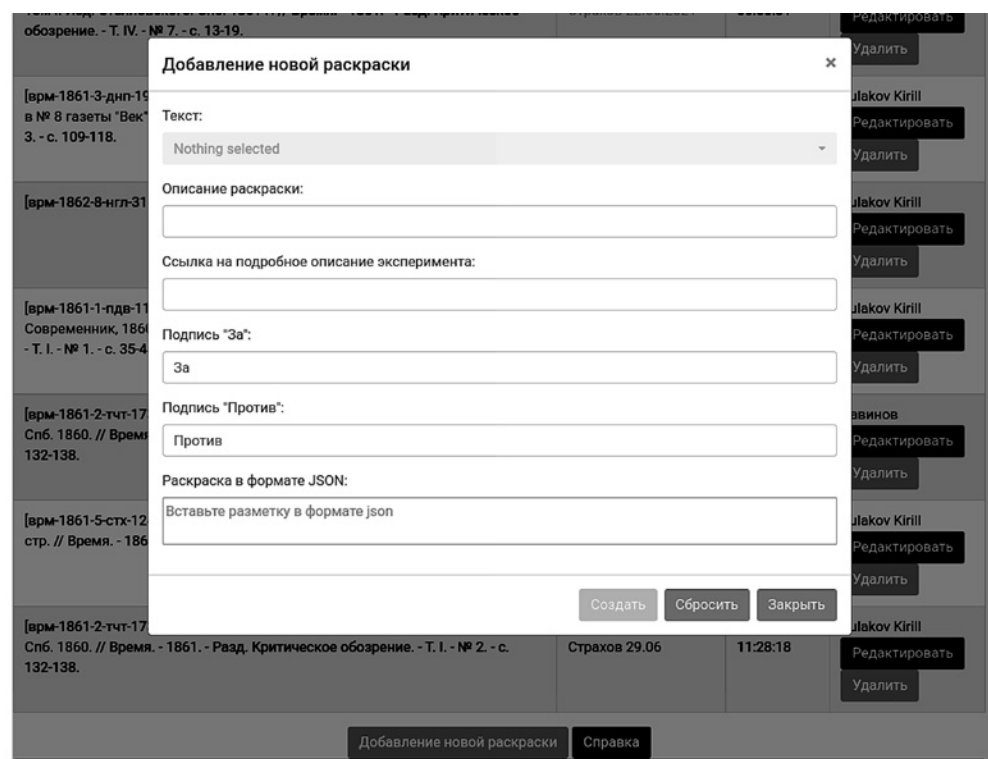 обозрение. - Т. IV. - № 7. - с. 13-19.
Редактировать
Удалить
Добавление новой раскраски
×
[врм-1861-3-днп-19
в № 8 газеты "Век"
3. - с. 109-118.
ulakov Kirill
Редактировать
Удалить
Текст:
Nothing selected
Описание раскраски:
[врм-1862-8-нгл-31
ulakov Kirill
Редактировать
Удалить
Ссылка на подробное описание эксперимента:
[врм-1861-1-пдв-11
Современник, 186
- Т. I. - № 1. - с. 35-4
ulakov Kirill
Редактировать
Удалить
Подпись "За":
За
Подпись "Против":
Против
[врм-1861-2-тчт-17
Спб. 1860. // Время
132-138.
авинов
Редактировать
Удалить
Раскраска в формате JSON:
Вставьте разметку в формате json
[врм-1861-5-стх-12
стр. // Время. - 186
ulakov Kirill
Редактировать
Удалить
Создать
Сбросить
Закрыть
[врм-1861-2-тчт-17
Спб. 1860. // Время. - 1861. - Разд. Критическое обозрение. - Т. I. - № 2. - с.
132-138.
Страхов 29.06
11:28:18
ulakov Kirill
Редактировать
Удалить
Добавление новой раскраски
Справка